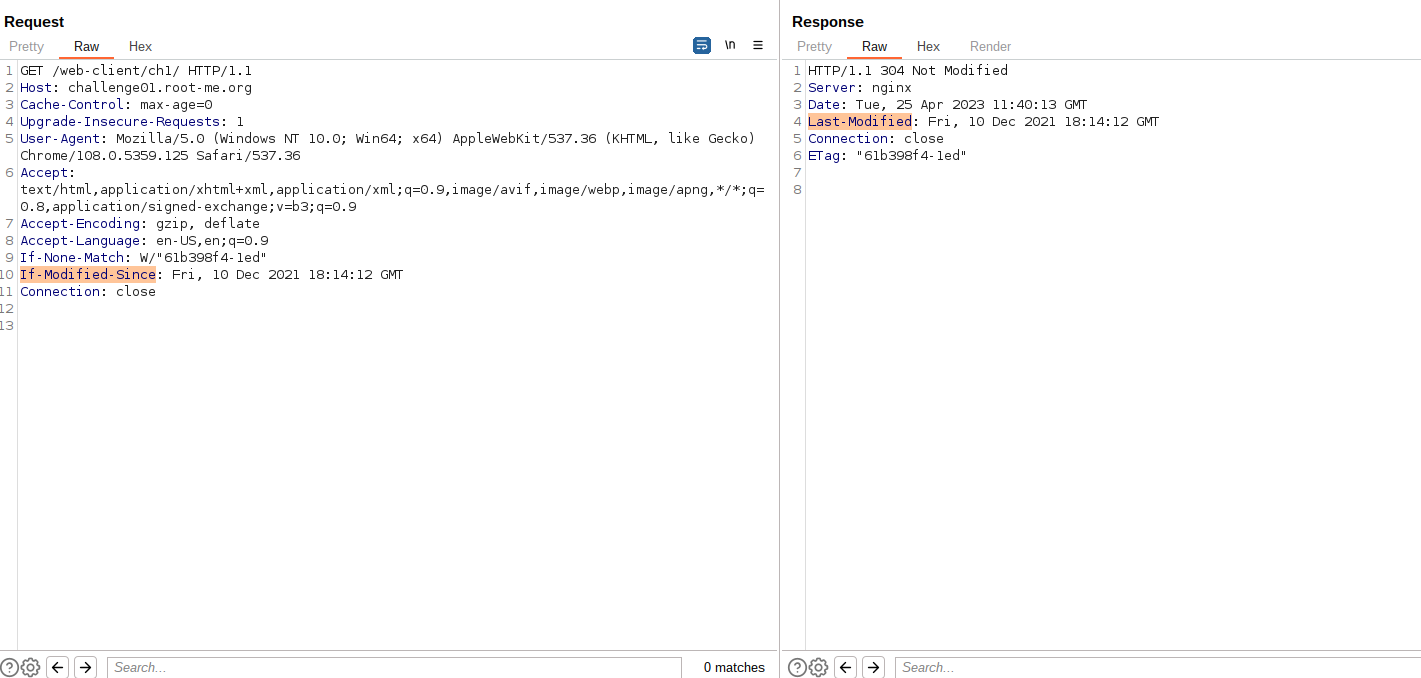 Request
Pretty Raw Hex
\n
1 GET /web-client/ch1/ HTTP/1.1
2 Host: challenge01.root-me.org
3 Cache-Control: max-age=0
4 Upgrade-Insecure-Requests: 1
5 User-Agent: Mozilla/5.0 (Windows NT 10.0; Win64; x64) AppleWebKit/537.36 (KHTML, like Gecko)
Chrome/108.0.5359.125 Safari/537.36
6 Accept:
text/html,application/xhtml+xml,application/xml;q=0.9,image/avif,image/webp,image/apng,*/*;q=
0.8,application/signed-exchange;v=b3;q=0.9
7 Accept-Encoding: gzip, deflate
8 Accept-Language: en-US,en;q=0.9
9 If-None-Match: W/"61b398f4-1ed"
10 If-Modified-Since: Fri, 10 Dec 2021 18:14:12 GMT
11 Connection: close
12
13
? Search... 0 matches
Response
Pretty Raw Hex Render
1 HTTP/1.1 304 Not Modified
2 Server: nginx
3 Date: Tue, 25 Apr 2023 11:40:13 GMT
4 Last-Modified: Fri, 10 Dec 2021 18:14:12 GMT
5 Connection: close
6 ETag: "61b398f4-1ed"
7
8
? Search...